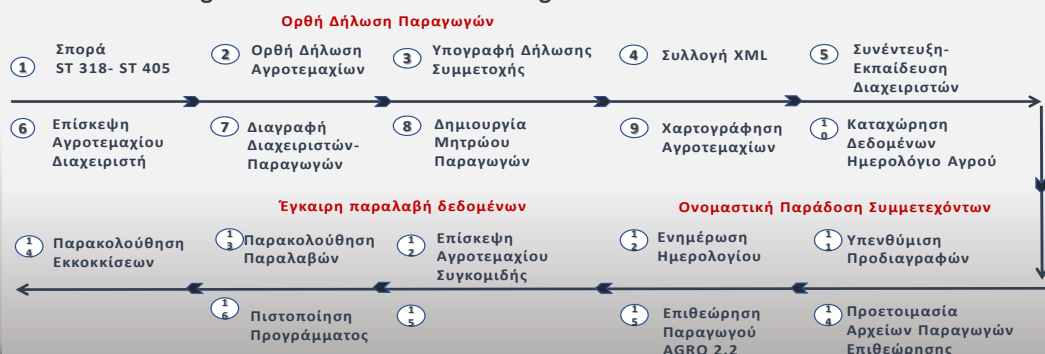 Ορθή Δήλωση Παραγωγών
1 Σπορά
ST 318- ST 405
2 Ορθή Δήλωση
Αγροτεμαχίων
3 Υπογραφή Δήλωσης
Συμμετοχής
4 Συλλογή XML
5 Συνέντευξη-
Εκπαίδευση
Διαχειριστών
6 Επίσκεψη
Αγροτεμαχίου
Διαχειριστή
7 Διαγραφή
Διαχειριστών-
Παραγωγών
8 Δημιουργία
Μητρώου
Παραγωγών
9 Χαρτογράφηση
Αγροτεμαχίων
10 Καταχώρηση
Δεδομένων
Ημερολόγιο Αγρού
Έγκαιρη παραλαβή δεδομένων
Ονομαστική Παράδοση Συμμετεχόντων
14 Παρακολούθηση
Εκκοκκίσεων
13 Παρακολούθηση
Παραλαβών
12 Επίσκεψη
Αγροτεμαχίου
Συγκομιδής
12 Ενημέρωση
Ημερολογίου
11 Υπενθύμιση
Προδιαγραφών
16 Πιστοποίηση
Προγράμματος
15
15 Επιθεώρηση
Παραγωγού
AGRO 2.2
14 Προετοιμασία
Αρχείων Παραγωγών
Επιθεώρησης